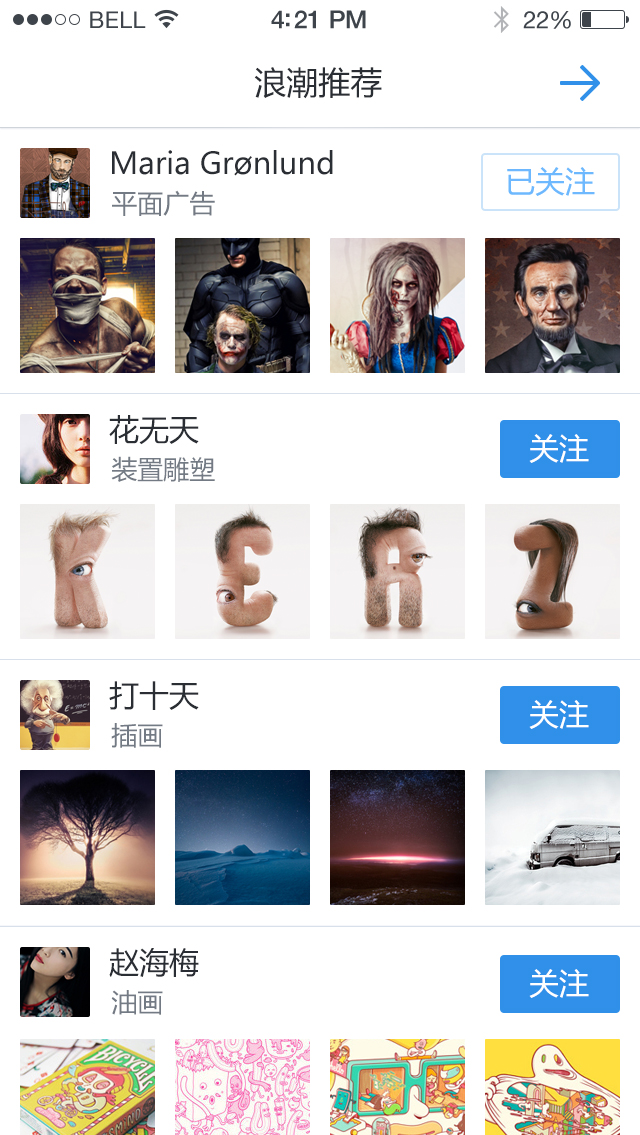 BELL 4:21 PM 22%
浪潮推荐
Maria Grønlund
平面广告
已关注
花无天
装置雕塑
关注
K E A Z
打十天
插画
关注
赵海梅
油画
关注
BICYCLE